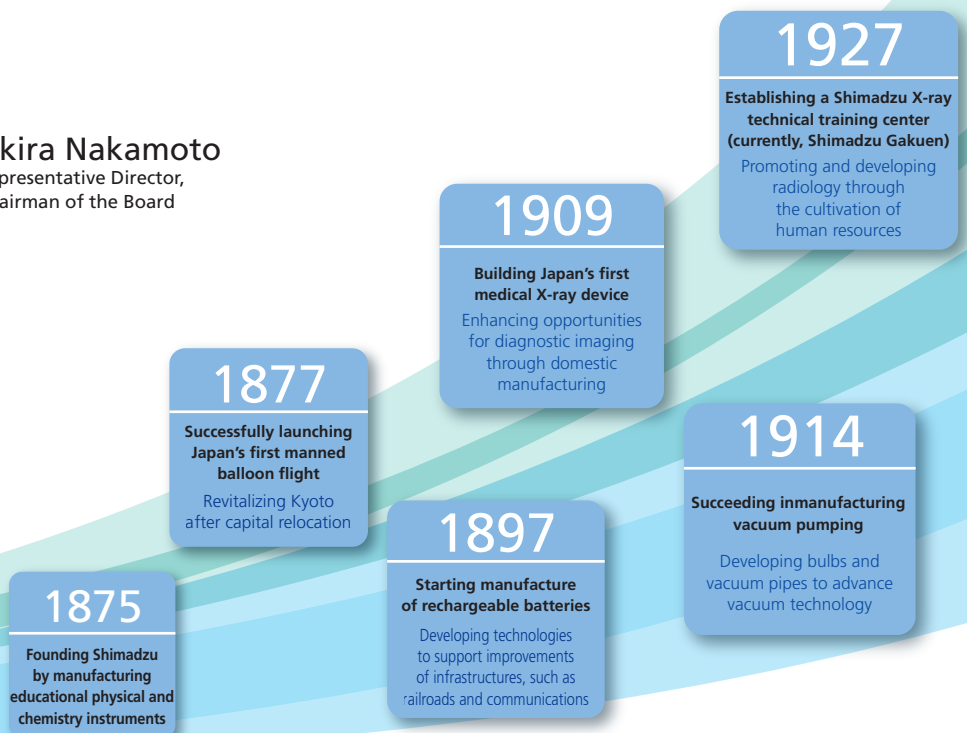 kira Nakamoto
presentative Director,
airman of the Board
1927
Establishing a Shimadzu X-ray
technical training center
(currently, Shimadzu Gakuen)
Promoting and developing
radiology through
the cultivation of
human resources
1909
Building Japan's first
medical X-ray device
Enhancing opportunities
for diagnostic imaging
through domestic
manufacturing
1877
Successfully launching
Japan's first manned
balloon flight
Revitalizing Kyoto
after capital relocation
1914
Succeeding inmanufacturing
vacuum pumping
Developing bulbs and
vacuum pipes to advance
vacuum technology
1897
Starting manufacture
of rechargeable batteries
Developing technologies
to support improvements
of infrastructures, such as
railroads and communications
1875
Founding Shimadzu
by manufacturing
educational physical and
chemistry instruments